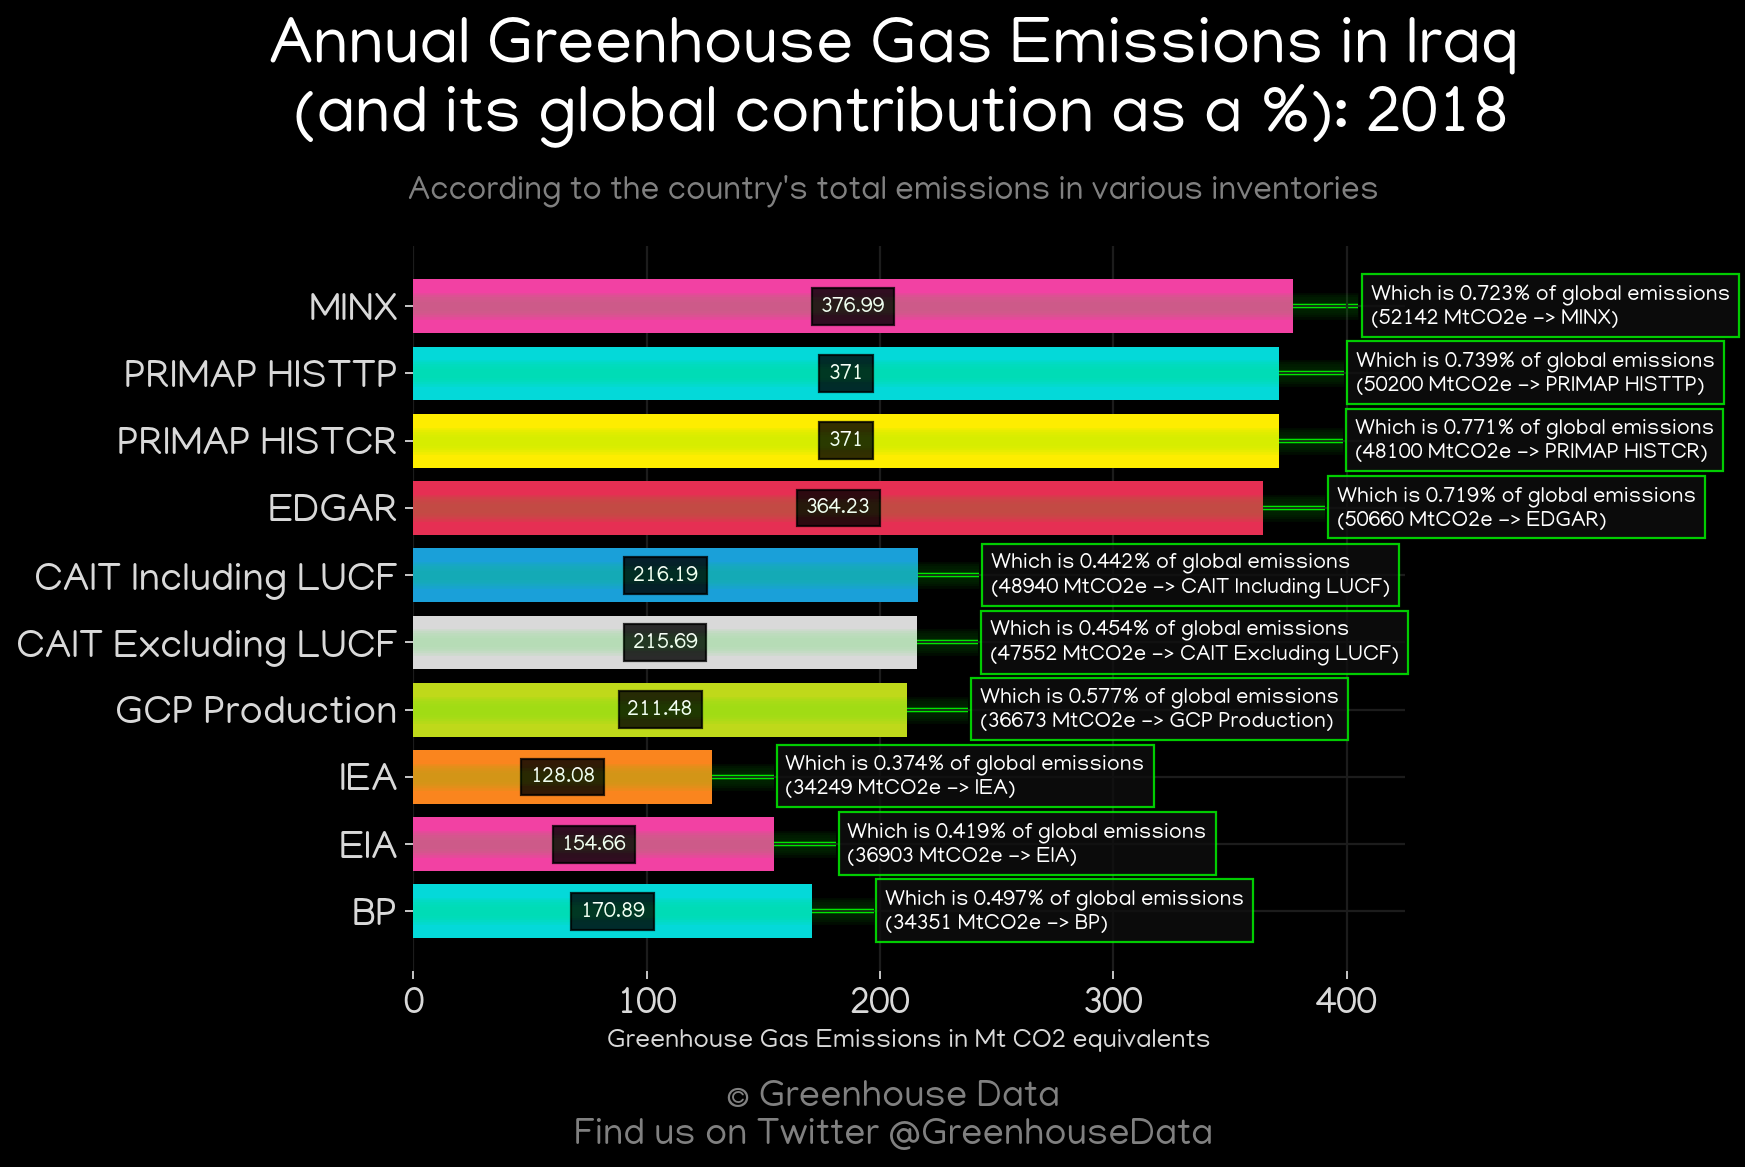 Annual Greenhouse Gas Emissions in Iraq
(and its global contribution as a %): 2018
According to the country's total emissions in various inventories
MINX
376.99
Which is 0.723% of global emissions
(52142 MtCO2e -> MINX)
PRIMAP HISTTP
371
Which is 0.739% of global emissions
(50200 MtCO2e -> PRIMAP HISTTP)
PRIMAP HISTCR
371
Which is 0.771% of global emissions
(48100 MtCO2e -> PRIMAP HISTCR)
EDGAR
364.23
Which is 0.719% of global emissions
(50660 MtCO2e -> EDGAR)
CAIT Including LUCF
216.19
Which is 0.442% of global emissions
(48940 MtCO2e -> CAIT Including LUCF)
CAIT Excluding LUCF
215.69
Which is 0.454% of global emissions
(47552 MtCO2e -> CAIT Excluding LUCF)
GCP Production
211.48
Which is 0.577% of global emissions
(36673 MtCO2e -> GCP Production)
IEA
128.08
Which is 0.374% of global emissions
(34249 MtCO2e -> IEA)
EIA
154.66
Which is 0.419% of global emissions
(36903 MtCO2e -> EIA)
BP
170.89
Which is 0.497% of global emissions
(34351 MtCO2e -> BP)
0 100 200 300 400
Greenhouse Gas Emissions in Mt CO2 equivalents
© Greenhouse Data
Find us on Twitter @GreenhouseData